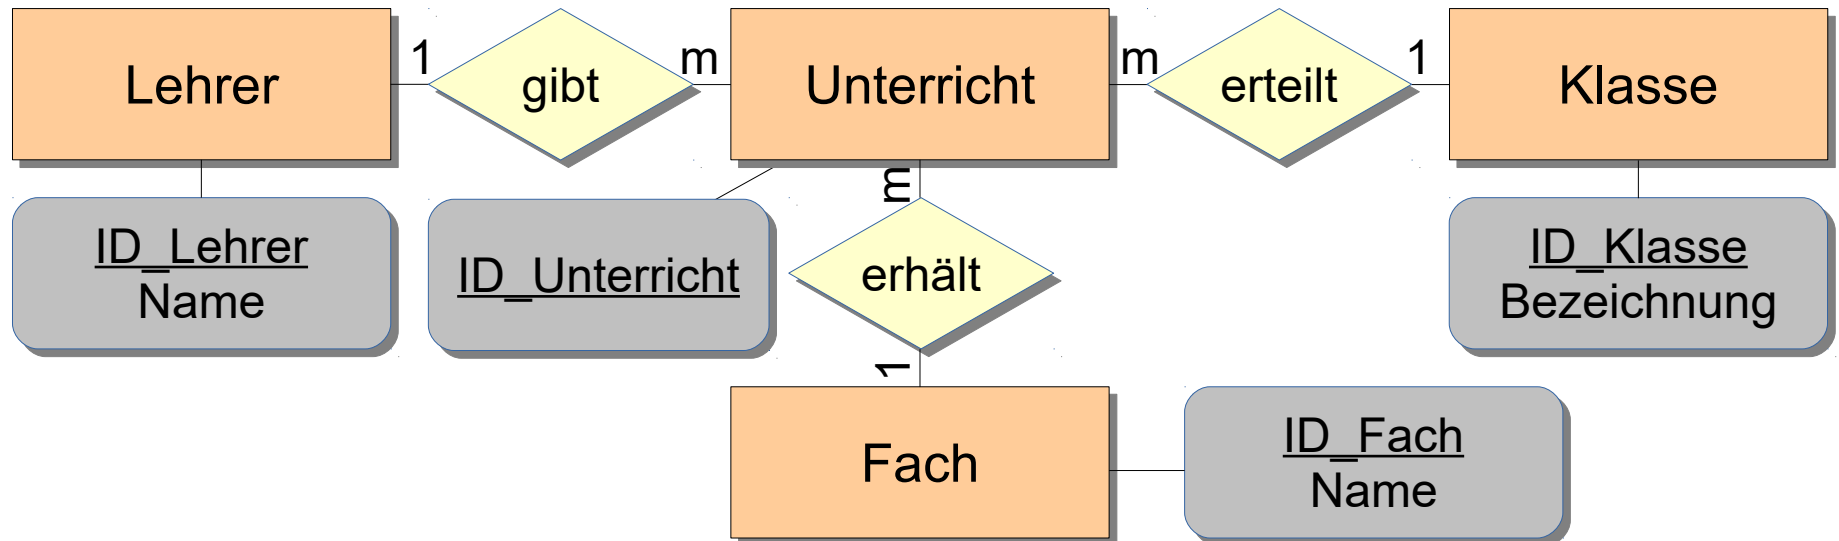 Lehrer
1
gibt
m
Unterricht
m
erteilt
1
Klasse
ID_Lehrer
Name
ID_Unterricht
m
erhält
1
ID_Klasse
Bezeichnung
Fach
ID_Fach
Name